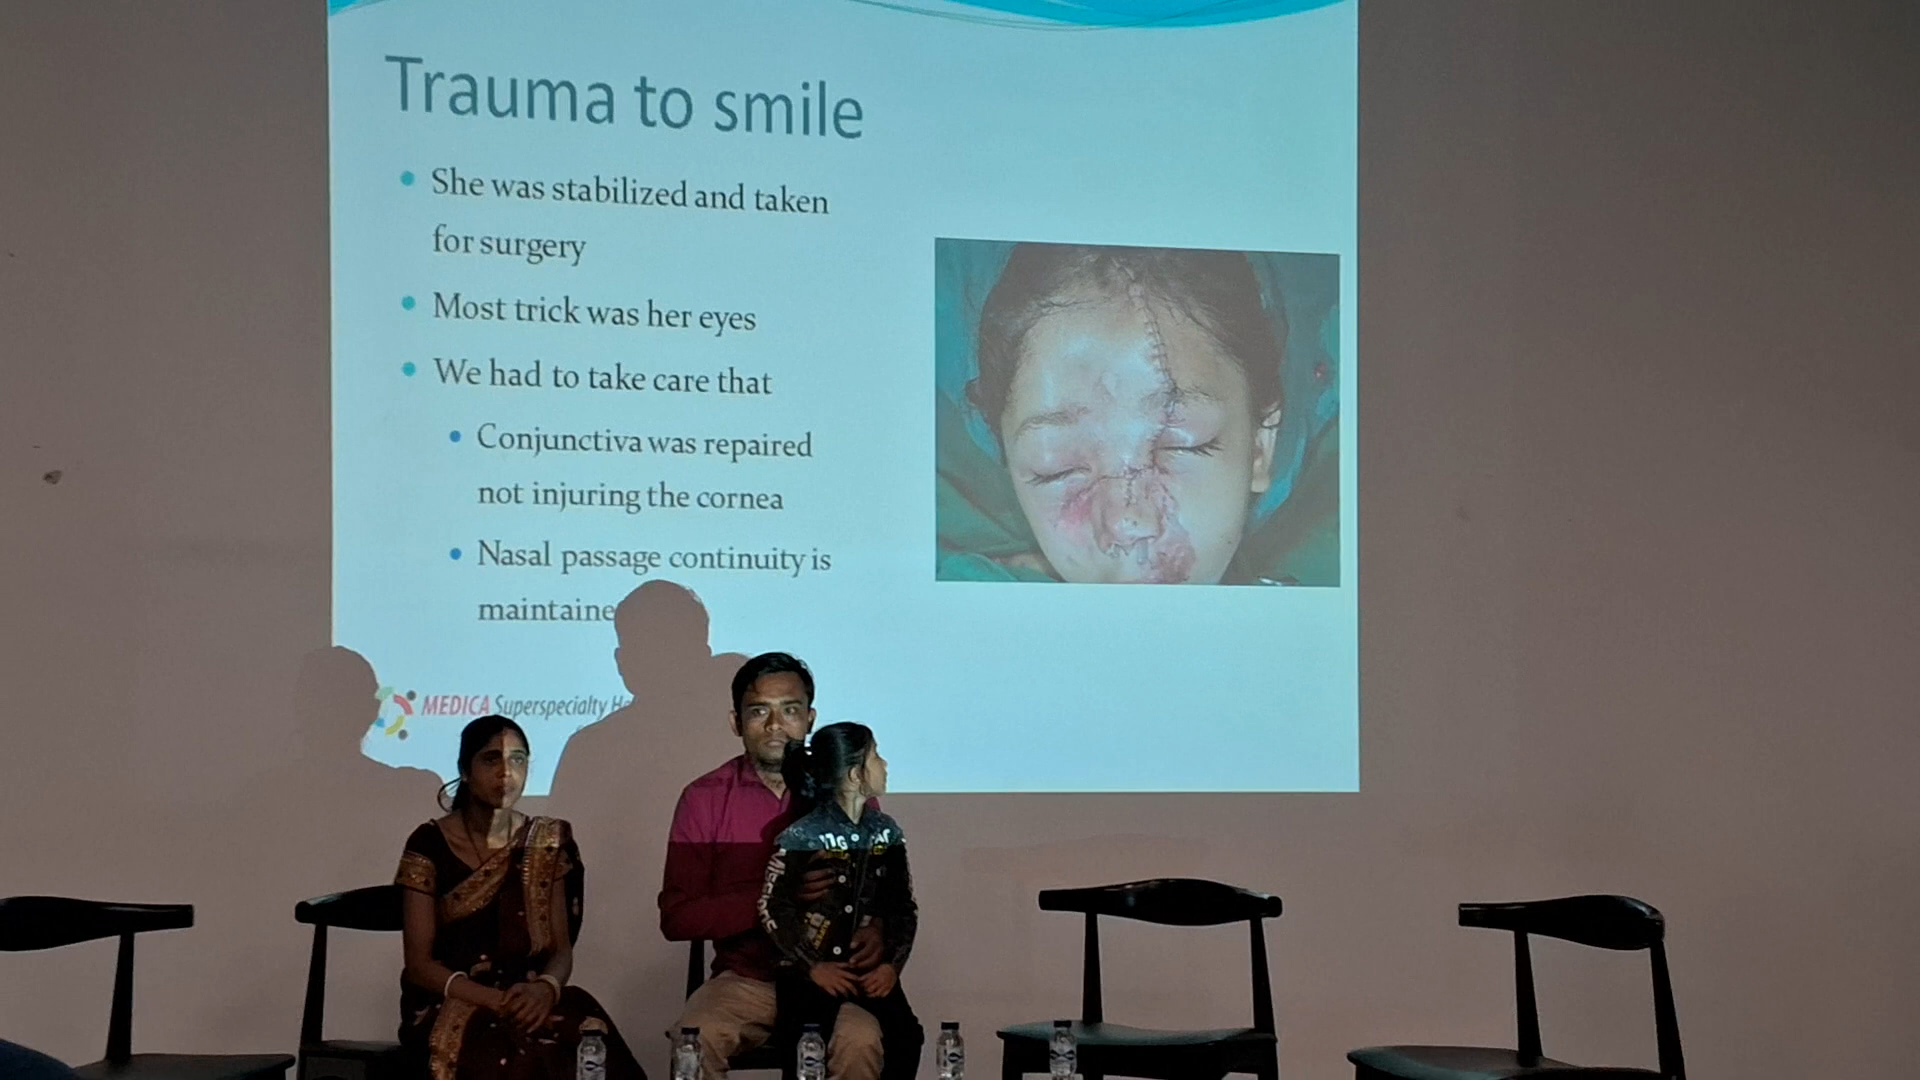 Trauma to smile
She was stabilized and taken
for surgery
Most trick was her eyes
We had to take care that
Conjunctiva was repaired
not injuring the cornea
Nasal passage continuity is
maintaine
MEDICA Superspecialty H